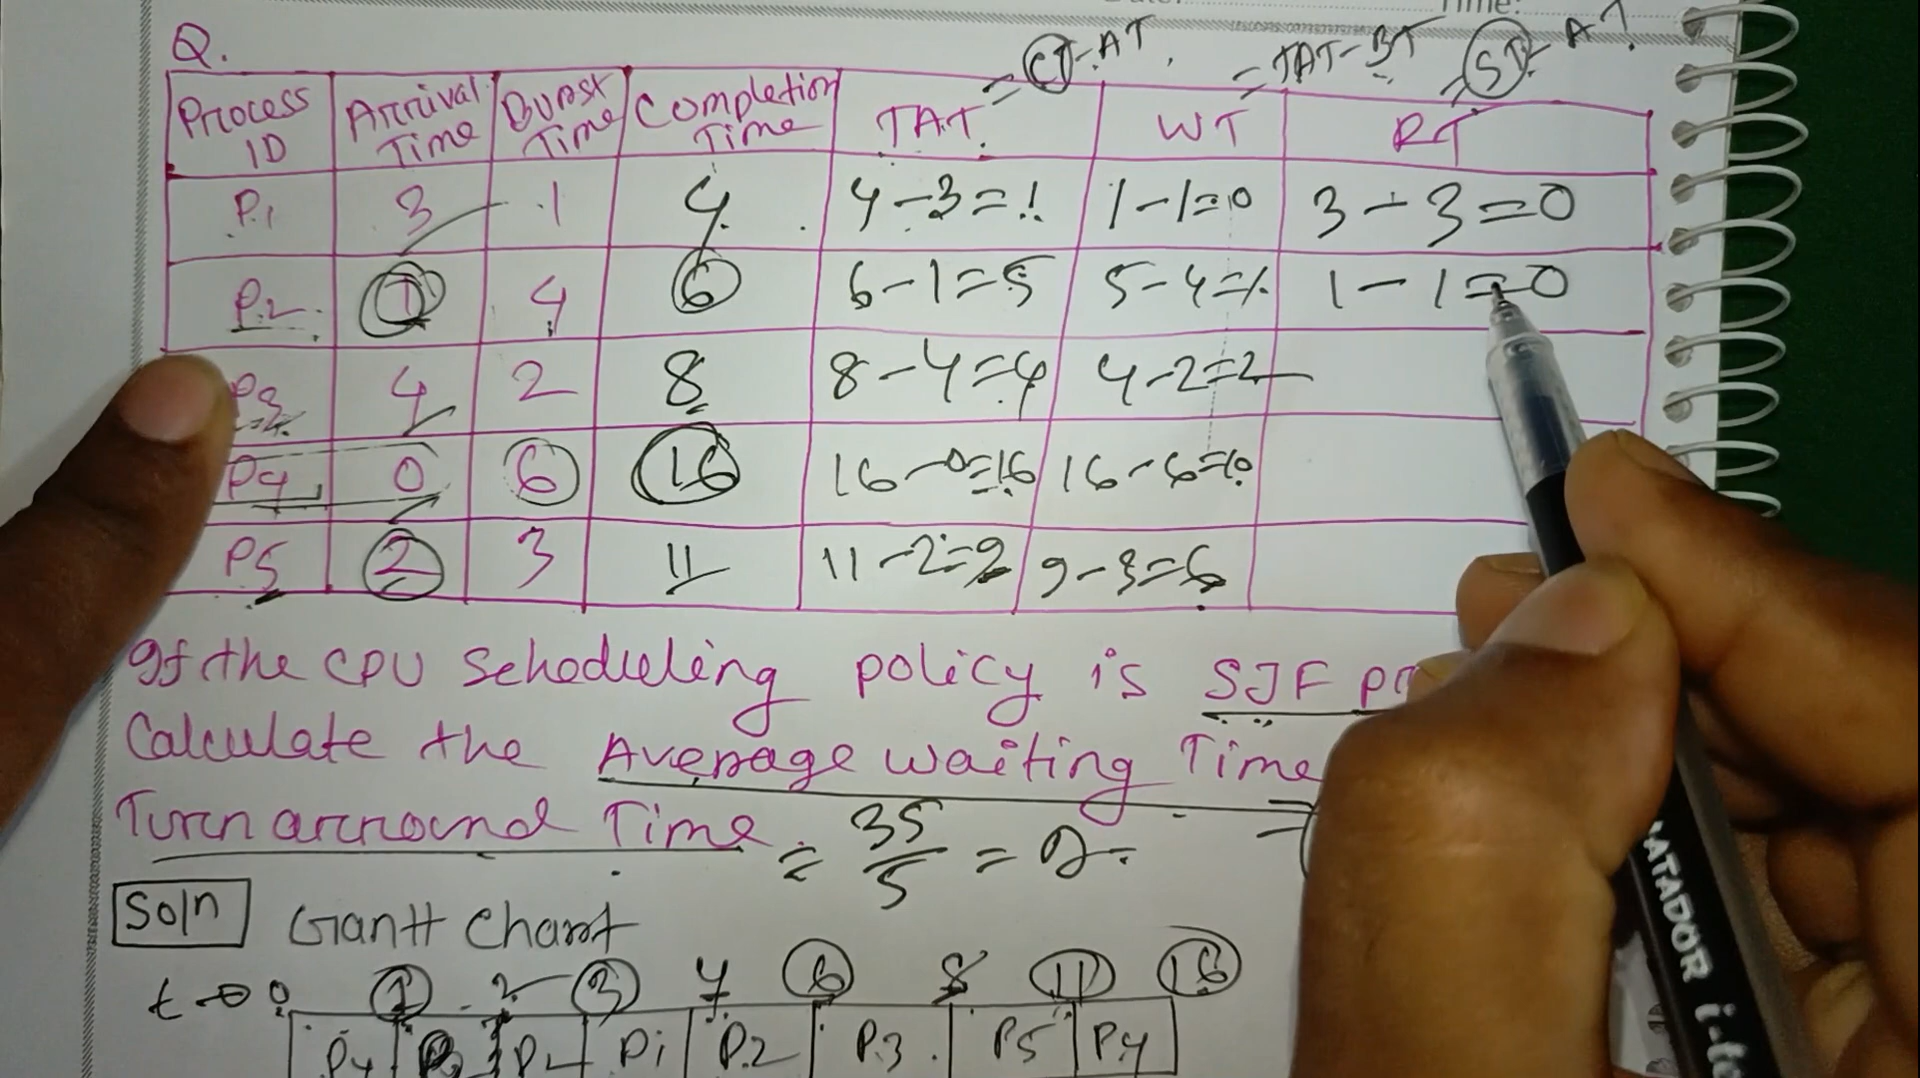 Time:
Q.
= CT-AT. = TAT-BT = ST-AT
Process ID Arrival Time Burst Time Completion Time TAT. WT RT
P1 3 1 4 4-3=1 1-1=0 3-3=0
P2 1 4 6 6-1=5 5-4=1 1-1=0
P3 4 2 8 8-4=4 4-2=2
P4 0 6 16 16-0=16 16-6=10
P5 2 3 11 11-2=9 9-3=6
If the CPU Scheduling policy is SJF
Calculate the Average waiting Time
Turn arround Time. = 35/5 =
Soln Gantt Chart
t → 0 1 2 3 4 6 8 11 16
P4 P2 P1 P2 P3 P5 P4
MATADOR i-